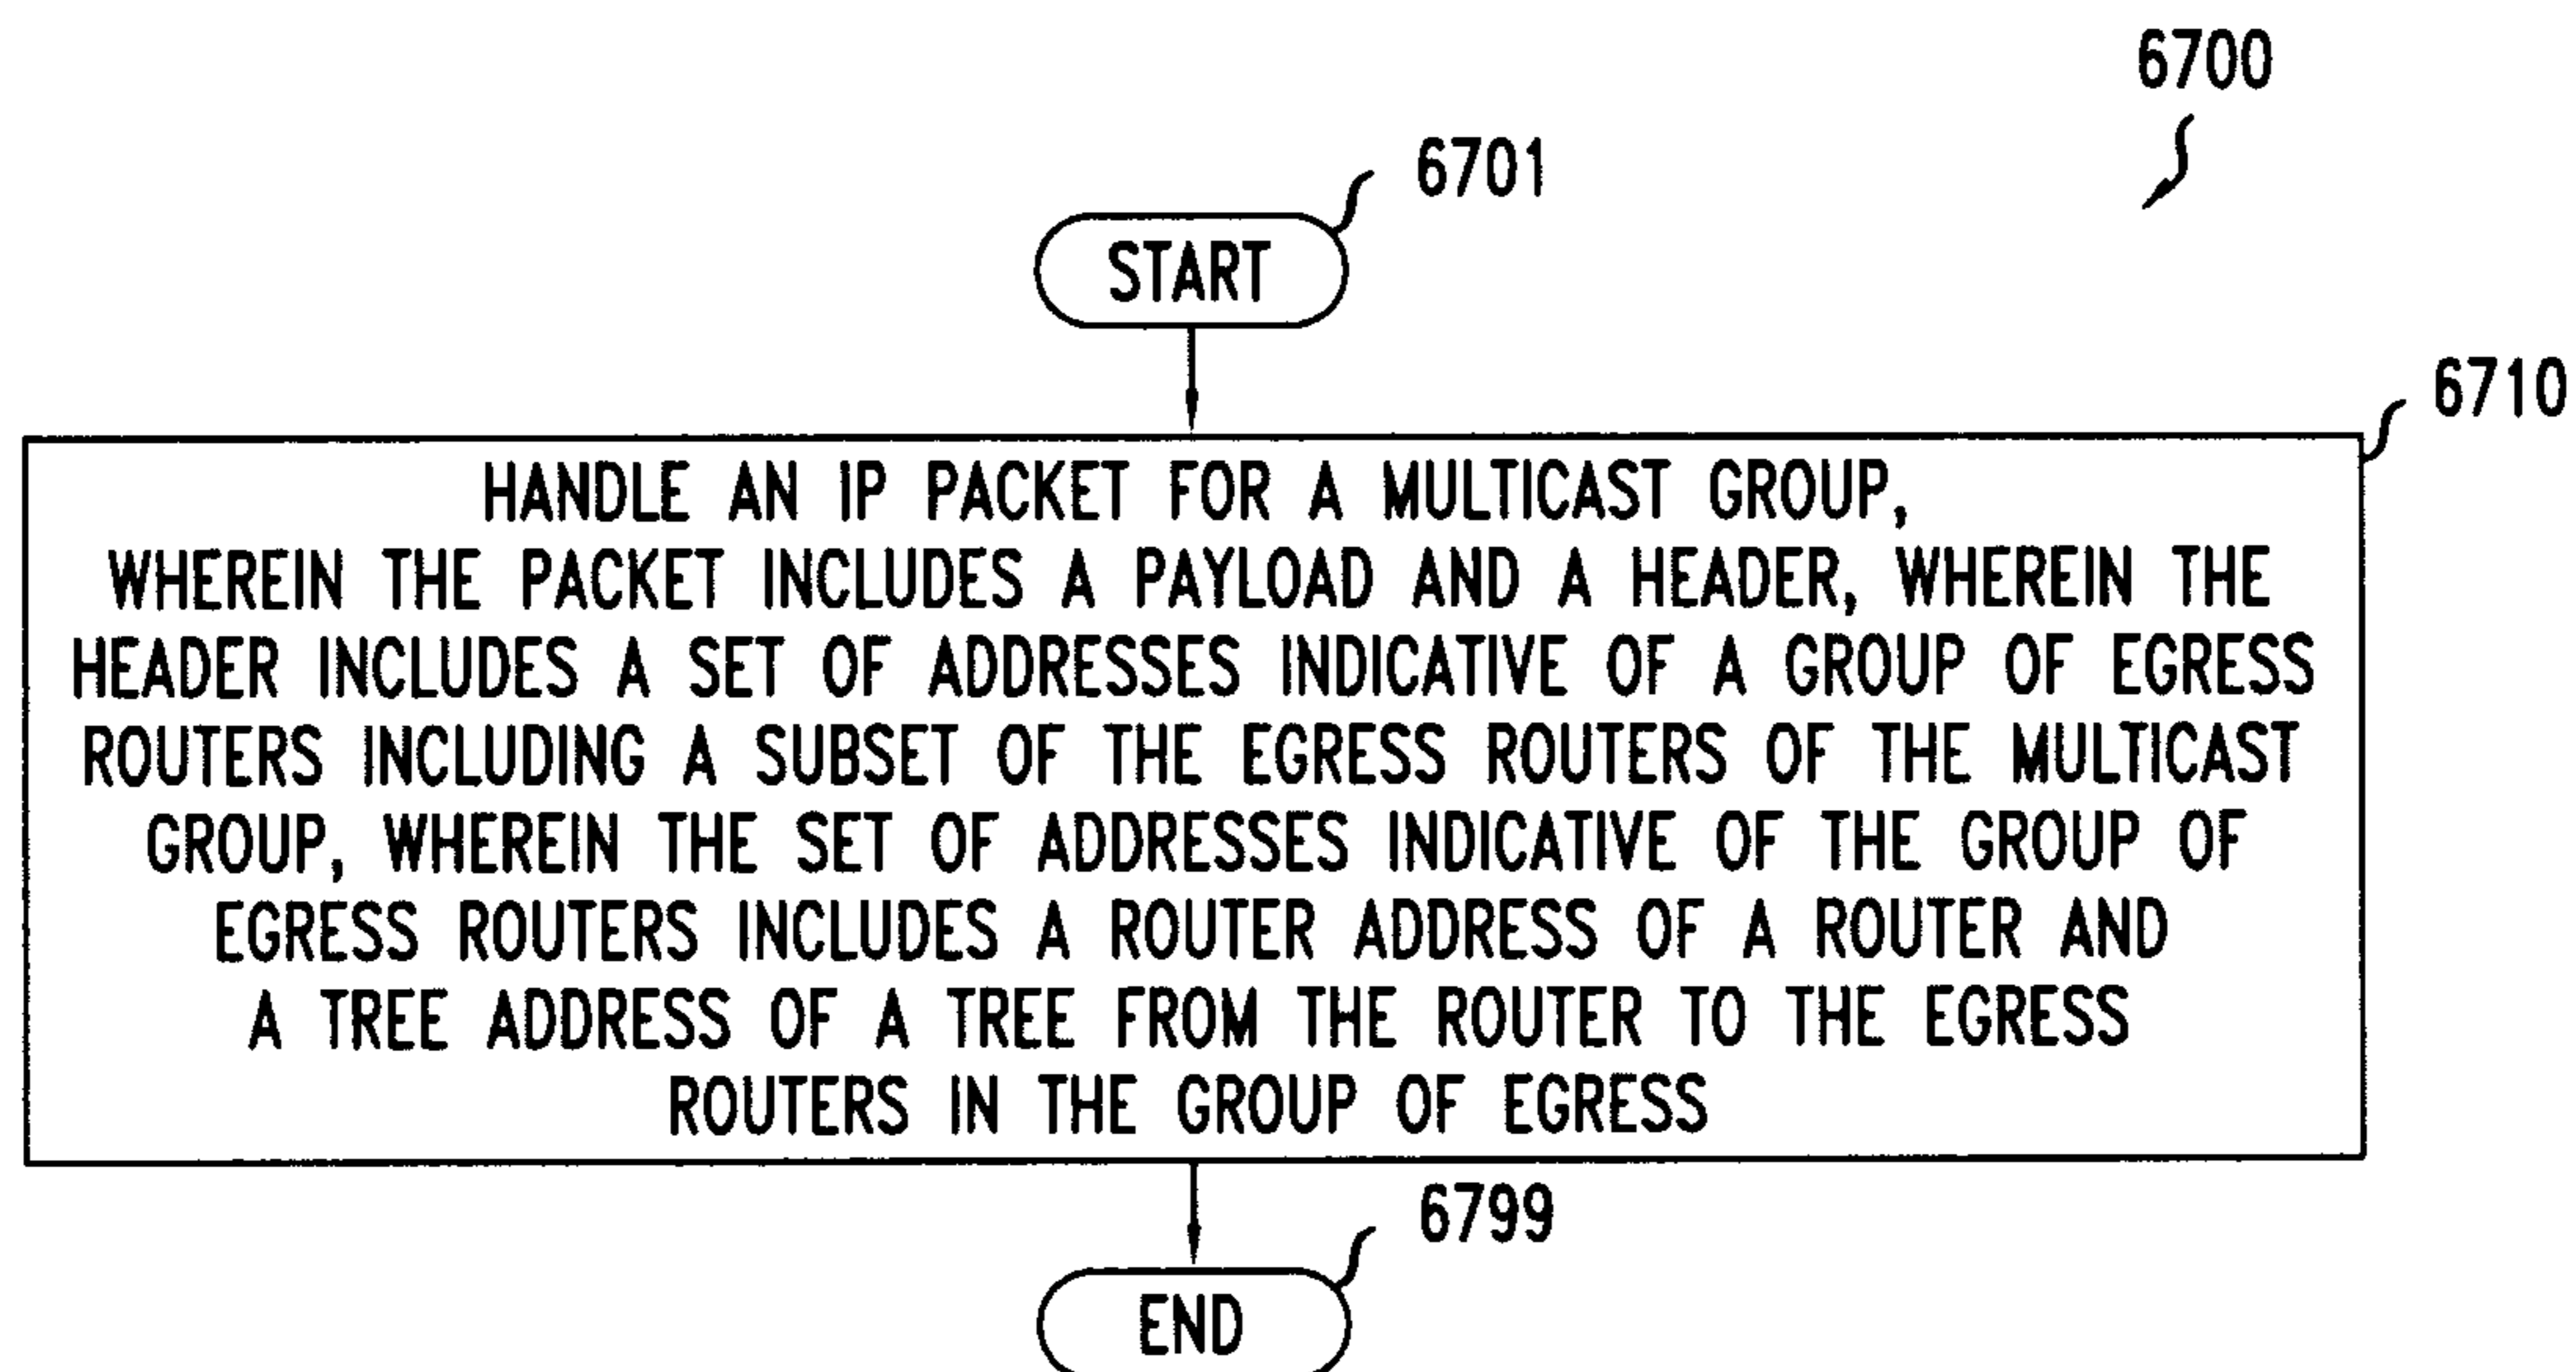 6700
6701
START
6710
HANDLE AN IP PACKET FOR A MULTICAST GROUP,
WHEREIN THE PACKET INCLUDES A PAYLOAD AND A HEADER, WHEREIN THE
HEADER INCLUDES A SET OF ADDRESSES INDICATIVE OF A GROUP OF EGRESS
ROUTERS INCLUDING A SUBSET OF THE EGRESS ROUTERS OF THE MULTICAST
GROUP, WHEREIN THE SET OF ADDRESSES INDICATIVE OF THE GROUP OF
EGRESS ROUTERS INCLUDES A ROUTER ADDRESS OF A ROUTER AND
A TREE ADDRESS OF A TREE FROM THE ROUTER TO THE EGRESS
ROUTERS IN THE GROUP OF EGRESS
6799
END